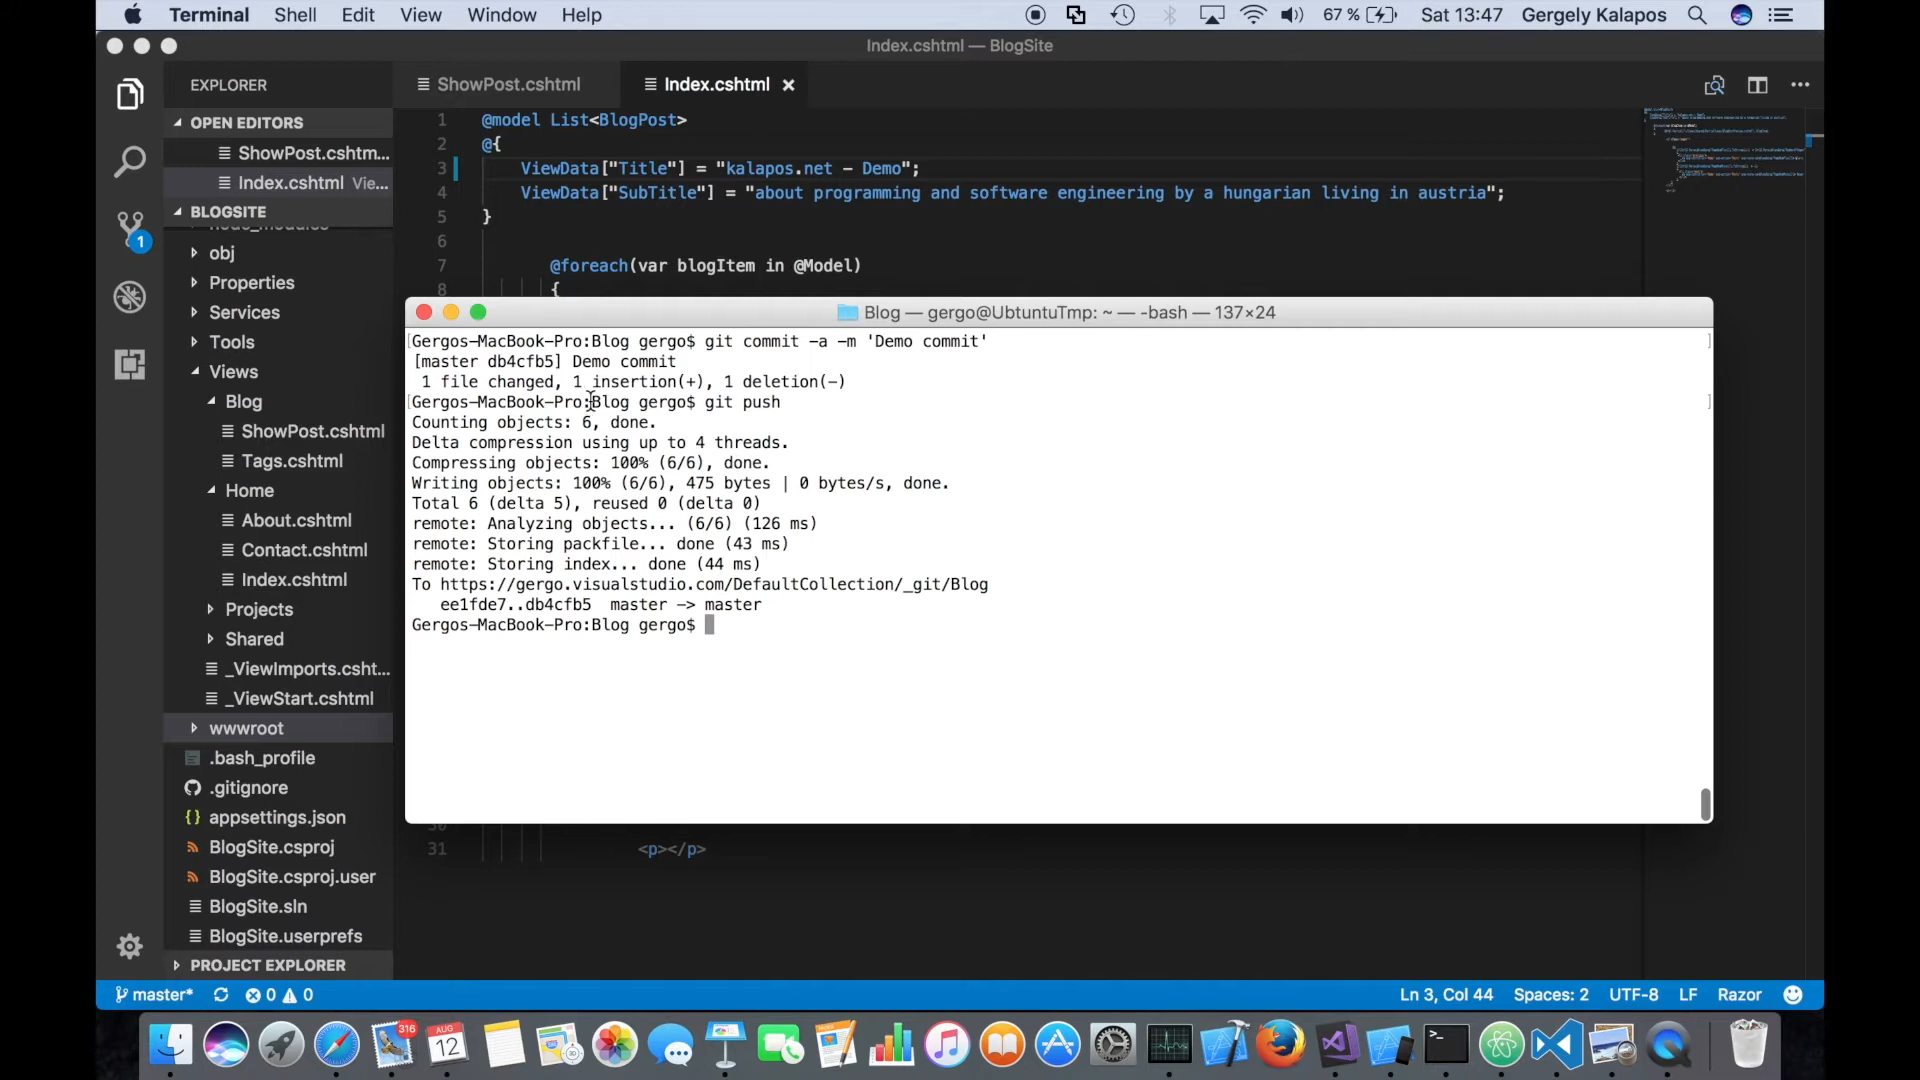 Terminal Shell Edit View Window Help 67 % Sat 13:47 Gergely Kalapos
Index.cshtml — BlogSite
EXPLORER
OPEN EDITORS
ShowPost.cshtm...
Index.cshtml Vie...
BLOGSITE
node_modules
obj
Properties
Services
Tools
Views
Blog
ShowPost.cshtml
Tags.cshtml
Home
About.cshtml
Contact.cshtml
Index.cshtml
Projects
Shared
_ViewImports.csht...
_ViewStart.cshtml
wwwroot
.bash_profile
.gitignore
appsettings.json
BlogSite.csproj
BlogSite.csproj.user
BlogSite.sln
BlogSite.userprefs
PROJECT EXPLORER
1
ShowPost.cshtml Index.cshtml
1 @model List<BlogPost>
2 @{
3 ViewData["Title"] = "kalapos.net - Demo";
4 ViewData["SubTitle"] = "about programming and software engineering by a hungarian living in austria";
5 }
6
7 @foreach(var blogItem in @Model)
8 {
Blog — gergo@UbtuntuTmp: ~ — -bash — 137×24
Gergos-MacBook-Pro:Blog gergo$ git commit -a -m 'Demo commit'
[master db4cfb5] Demo commit
1 file changed, 1 insertion(+), 1 deletion(-)
Gergos-MacBook-Pro:Blog gergo$ git push
Counting objects: 6, done.
Delta compression using up to 4 threads.
Compressing objects: 100% (6/6), done.
Writing objects: 100% (6/6), 475 bytes | 0 bytes/s, done.
Total 6 (delta 5), reused 0 (delta 0)
remote: Analyzing objects... (6/6) (126 ms)
remote: Storing packfile... done (43 ms)
remote: Storing index... done (44 ms)
To https://gergo.visualstudio.com/DefaultCollection/_git/Blog
ee1fde7..db4cfb5 master -> master
Gergos-MacBook-Pro:Blog gergo$
30
31 <p></p>
master* 0 0 Ln 3, Col 44 Spaces: 2 UTF-8 LF Razor
316
AUG
12